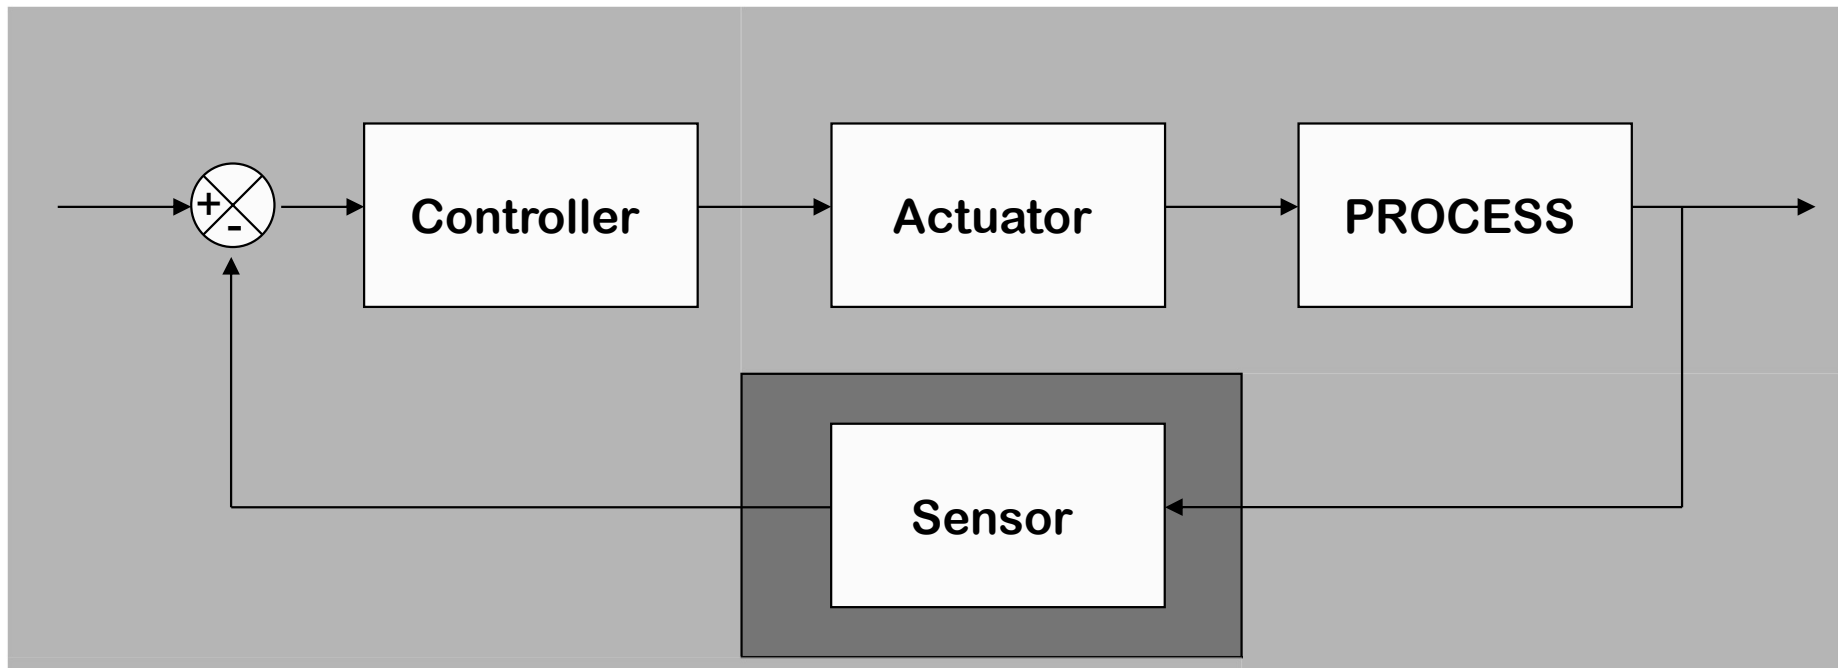 +
-
Controller
Actuator
PROCESS
Sensor